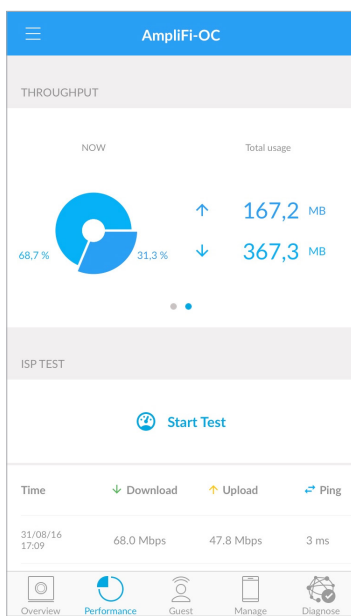 AmpliFi-OC
THROUGHPUT
NOW
Total usage
68,7 %
31,3 %
167,2 MB
367,3 MB
ISP TEST
Start Test
Time Download Upload Ping
31/08/16
17:09
68.0 Mbps 47.8 Mbps 3 ms
Overview Performance Guest Manage Diagnose